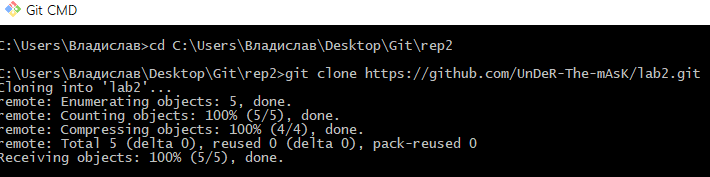 Git CMD
C:\Users\Владислав>cd C:\Users\Владислав\Desktop\Git\rep2
C:\Users\Владислав\Desktop\Git\rep2>git clone https://github.com/UnDeR-The-mAsK/lab2.git
Cloning into 'lab2'...
remote: Enumerating objects: 5, done.
remote: Counting objects: 100% (5/5), done.
remote: Compressing objects: 100% (4/4), done.
remote: Total 5 (delta 0), reused 0 (delta 0), pack-reused 0
Receiving objects: 100% (5/5), done.